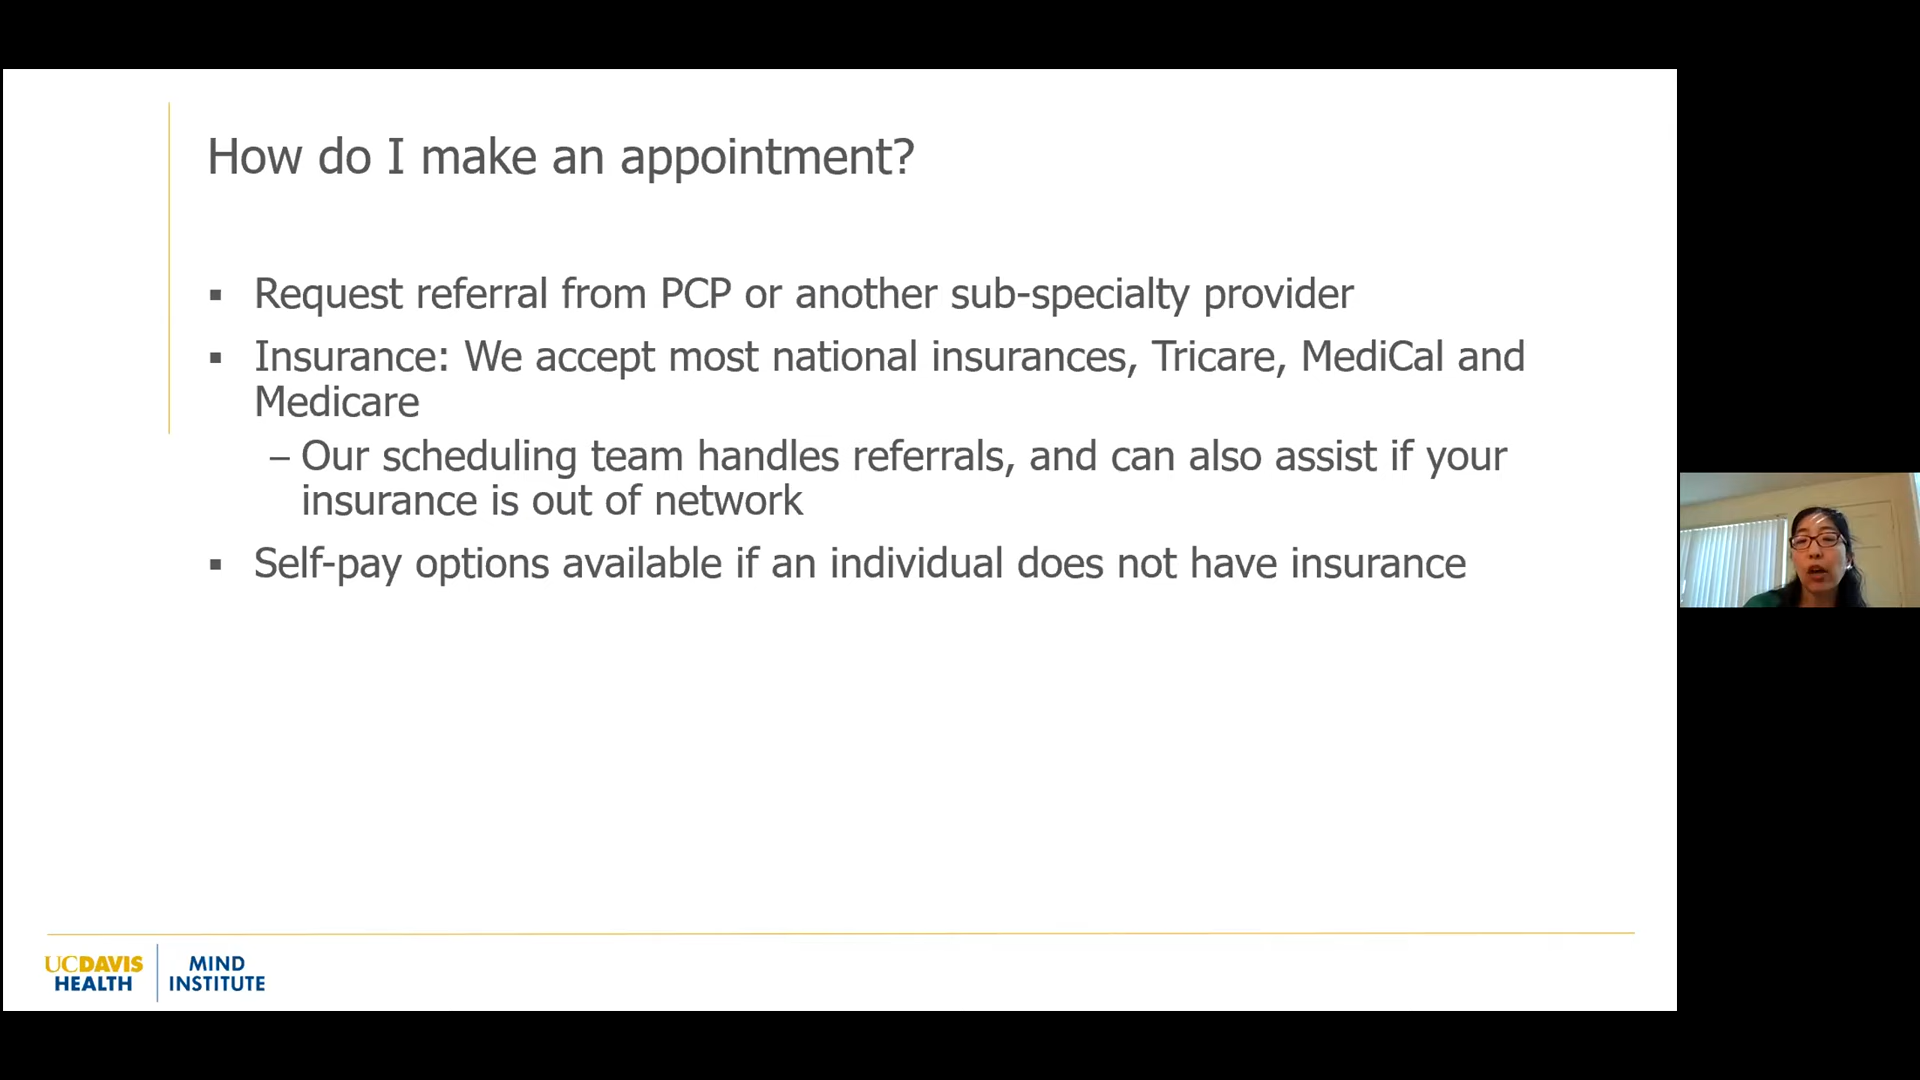 How do I make an appointment?
▪ Request referral from PCP or another sub-specialty provider
▪ Insurance: We accept most national insurances, Tricare, MediCal and
Medicare
– Our scheduling team handles referrals, and can also assist if your
insurance is out of network
▪ Self-pay options available if an individual does not have insurance
UCDAVIS
HEALTH
MIND
INSTITUTE